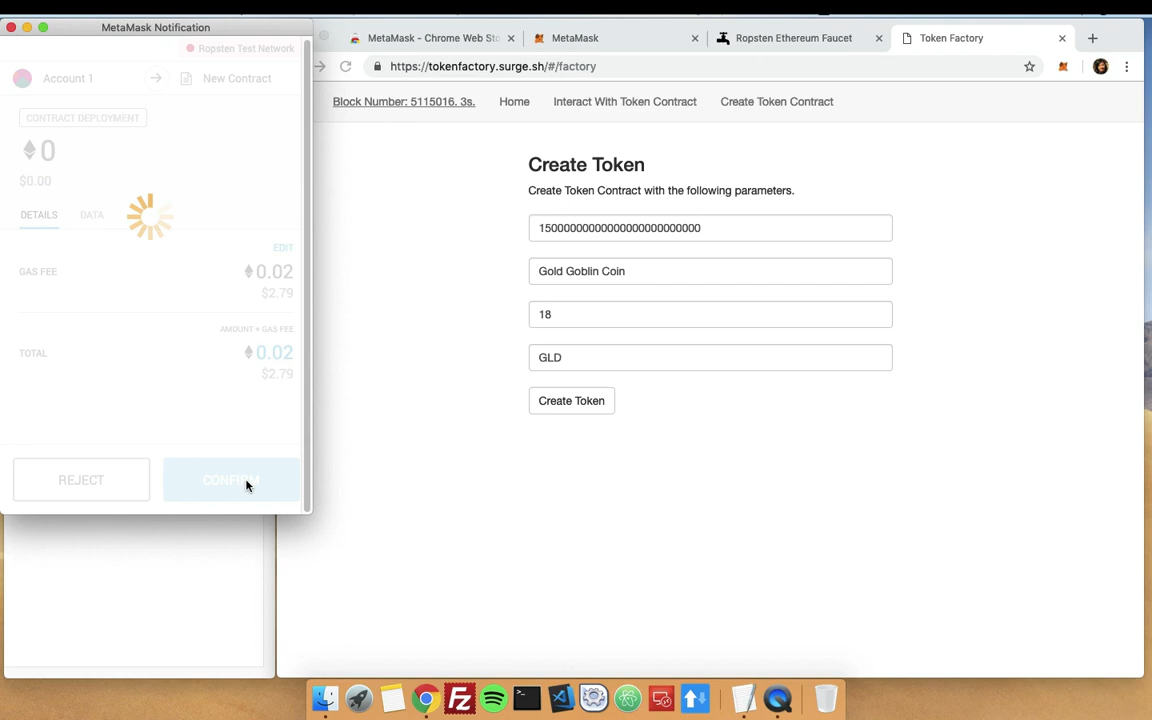 MetaMask Notification
Ropsten Test Network
Account 1
New Contract
CONTRACT DEPLOYMENT
0
$0.00
DETAILS
DATA
EDIT
GAS FEE
0.02
$2.79
AMOUNT + GAS FEE
TOTAL
0.02
$2.79
REJECT
CONFIRM
MetaMask - Chrome Web Sto
MetaMask
Ropsten Ethereum Faucet
Token Factory
https://tokenfactory.surge.sh/#/factory
Block Number: 5115016. 3s.
Home
Interact With Token Contract
Create Token Contract
Create Token
Create Token Contract with the following parameters.
Gold Goblin Coin
18
GLD
Create Token